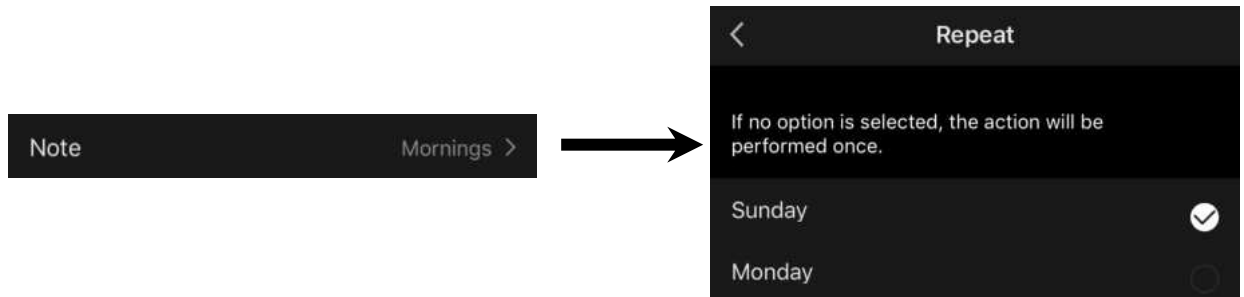 Note
Mornings >
Repeat
If no option is selected, the action will be
performed once.
Sunday
Monday